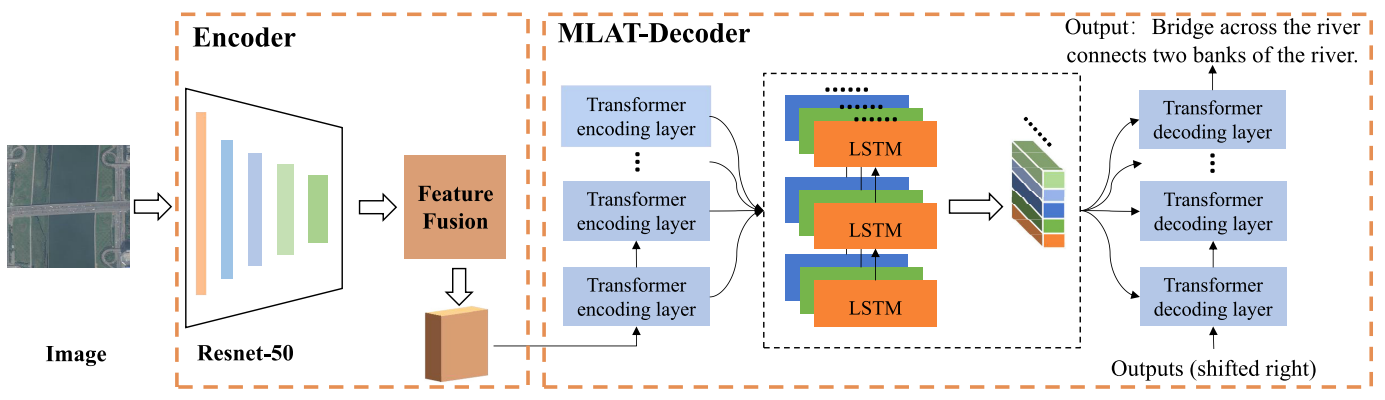 Encoder
MLAT-Decoder
Output: Bridge across the river
connects two banks of the river.
Transformer
encoding layer
Transformer
encoding layer
Transformer
encoding layer
LSTM
LSTM
LSTM
Transformer
decoding layer
Transformer
decoding layer
Transformer
decoding layer
Outputs (shifted right)
Feature
Fusion
Image
Resnet-50